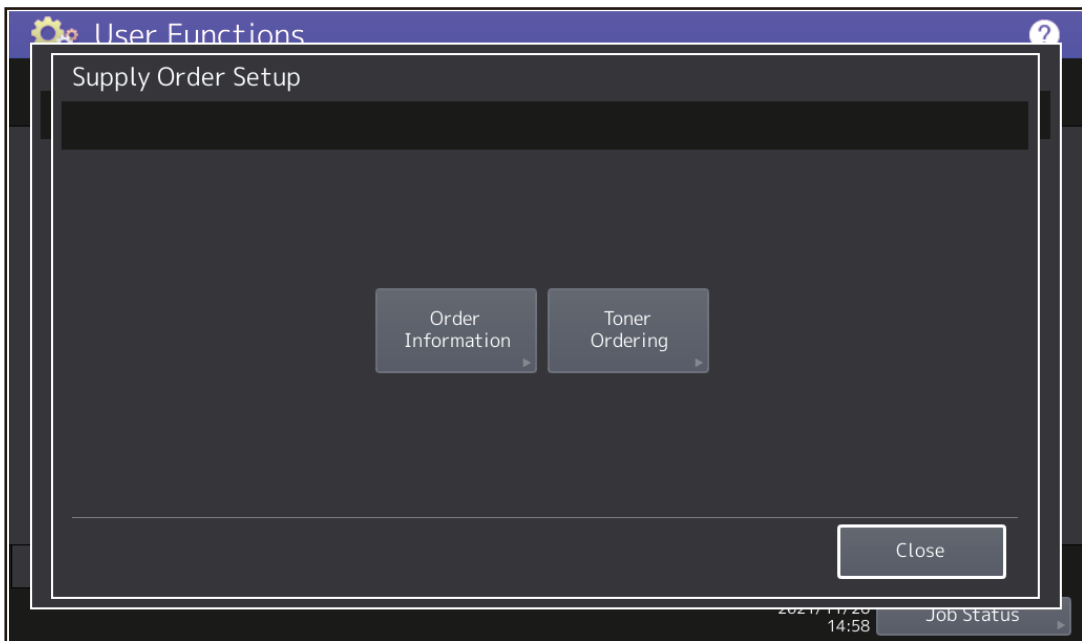 User Functions
?
Supply Order Setup
Order
Information
Toner
Ordering
Close
14:58
Job Status